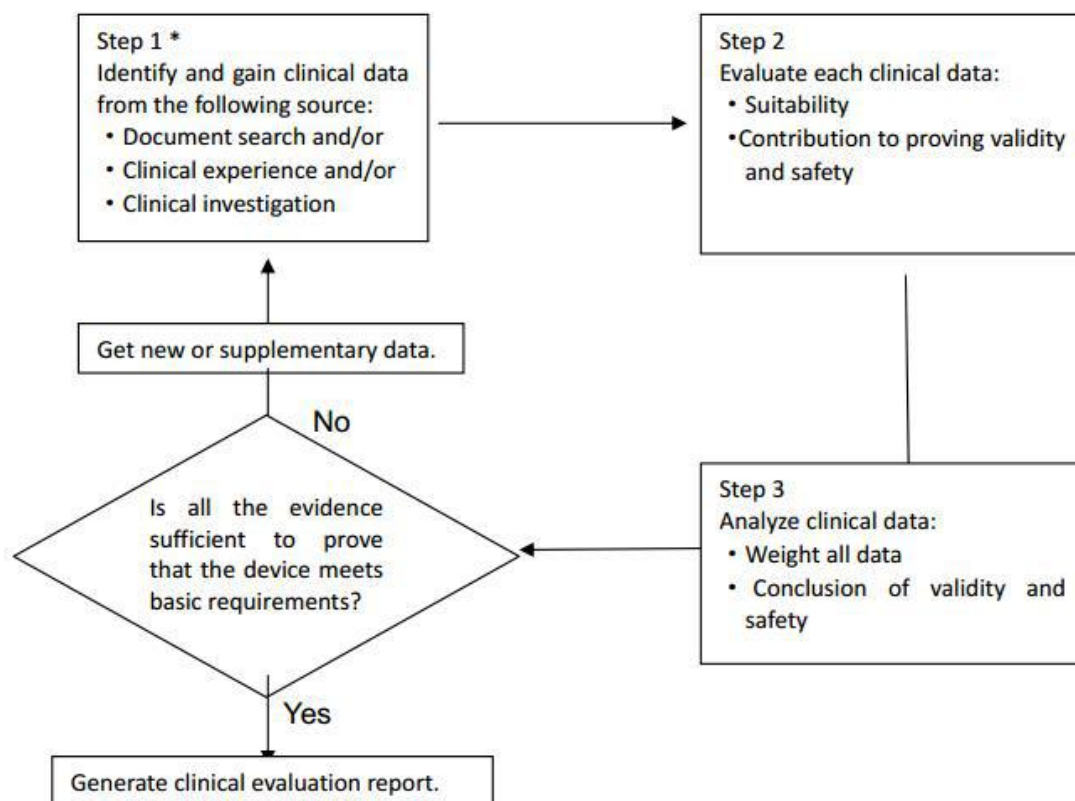 Step 1 *
Identify and gain clinical data
from the following source:
• Document search and/or
• Clinical experience and/or
• Clinical investigation
Step 2
Evaluate each clinical data:
• Suitability
•Contribution to proving validity
and safety
Get new or supplementary data.
No
Is all the evidence
sufficient to prove
that the device meets
basic requirements?
Step 3
Analyze clinical data:
• Weight all data
• Conclusion of validity and
safety
Yes
Generate clinical evaluation report.